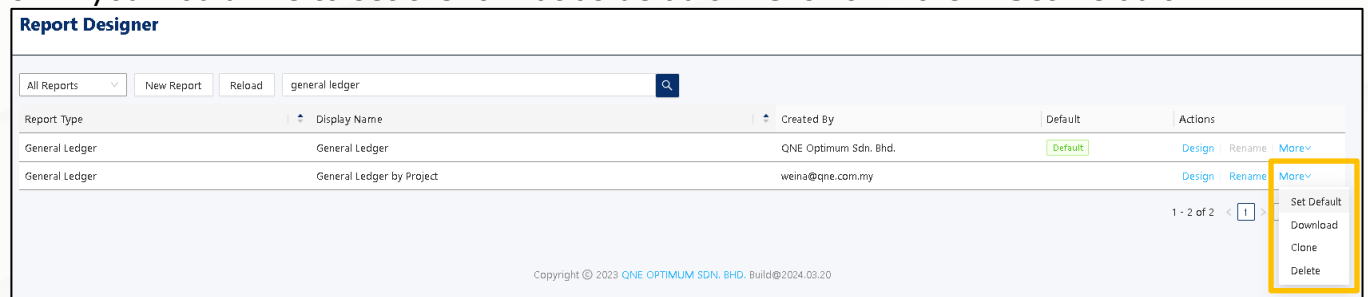 Report Designer
All Reports New Report Reload general ledger
Report Type Display Name Created By Default Actions
General Ledger General Ledger QNE Optimum Sdn. Bhd. Default Design Rename More
General Ledger General Ledger by Project weina@qne.com.my Design Rename More
Set Default
1 - 2 of 2 < 1 >
Download
Clone
Delete
Copyright © 2023 QNE OPTIMUM SDN. BHD. Build@2024.03.20